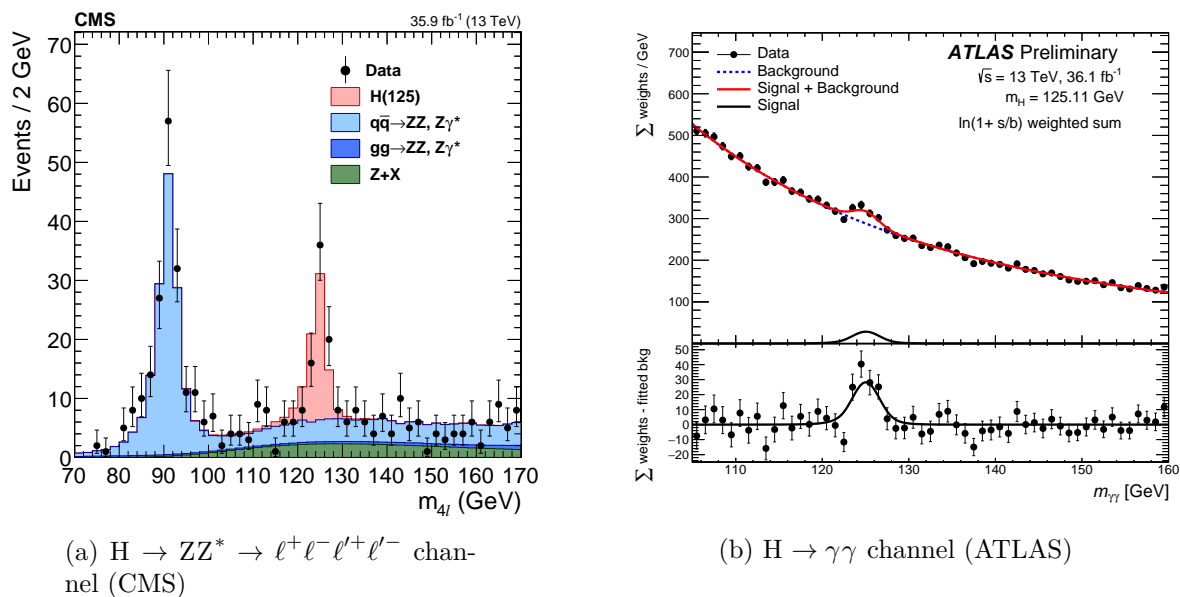 CMS
35.9 fb⁻¹ (13 TeV)
Events / 2 GeV
70
60
50
40
30
20
10
0
Data
H(125)
qq̅→ZZ, Zγ*
gg→ZZ, Zγ*
Z+X
70 80 90 100 110 120 130 140 150 160 170
m₄ₗ (GeV)
(a) H → ZZ* → ℓ⁺ℓ⁻ℓ′⁺ℓ′⁻ chan-
nel (CMS)
Σ weights / GeV
700
600
500
400
300
200
100
Data
Background
Signal + Background
Signal
ATLAS Preliminary
√s = 13 TeV, 36.1 fb⁻¹
m_H = 125.11 GeV
ln(1+ s/b) weighted sum
Σ weights - fitted bkg
50
40
30
20
10
0
−10
−20
110 120 130 140 150 160
m_γγ [GeV]
(b) H → γγ channel (ATLAS)